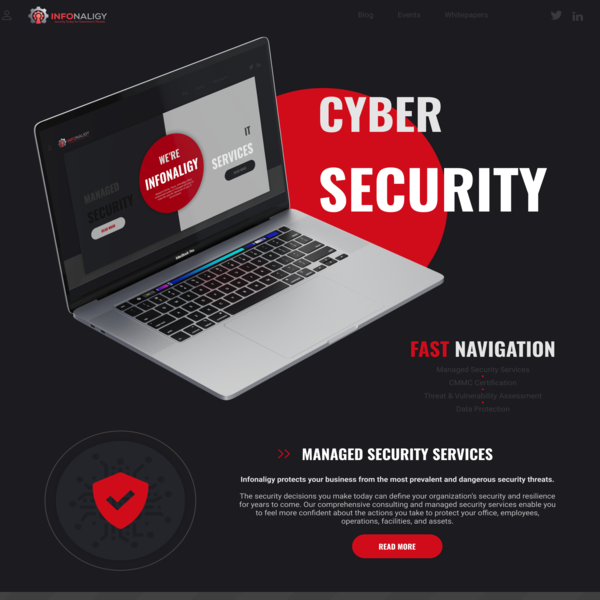 INFONALIGY
Blog
Events
Whitepapers
CYBER
SECURITY
INFONALIGY
WE'RE
INFONALIGY
IT
SERVICES
MANAGED
SECURITY
READ MORE
MacBook Pro
FAST NAVIGATION
Managed Security Services
CMMC Certification
Threat & Vulnerability Assessment
Data Protection
MANAGED SECURITY SERVICES
Infonaligy protects your business from the most prevalent and dangerous security threats.
The security decisions you make today can define your organization's security and resilience
for years to come. Our comprehensive consulting and managed security services enable you
to feel more confident about the actions you take to protect your office, employees,
operations, facilities, and assets.
READ MORE